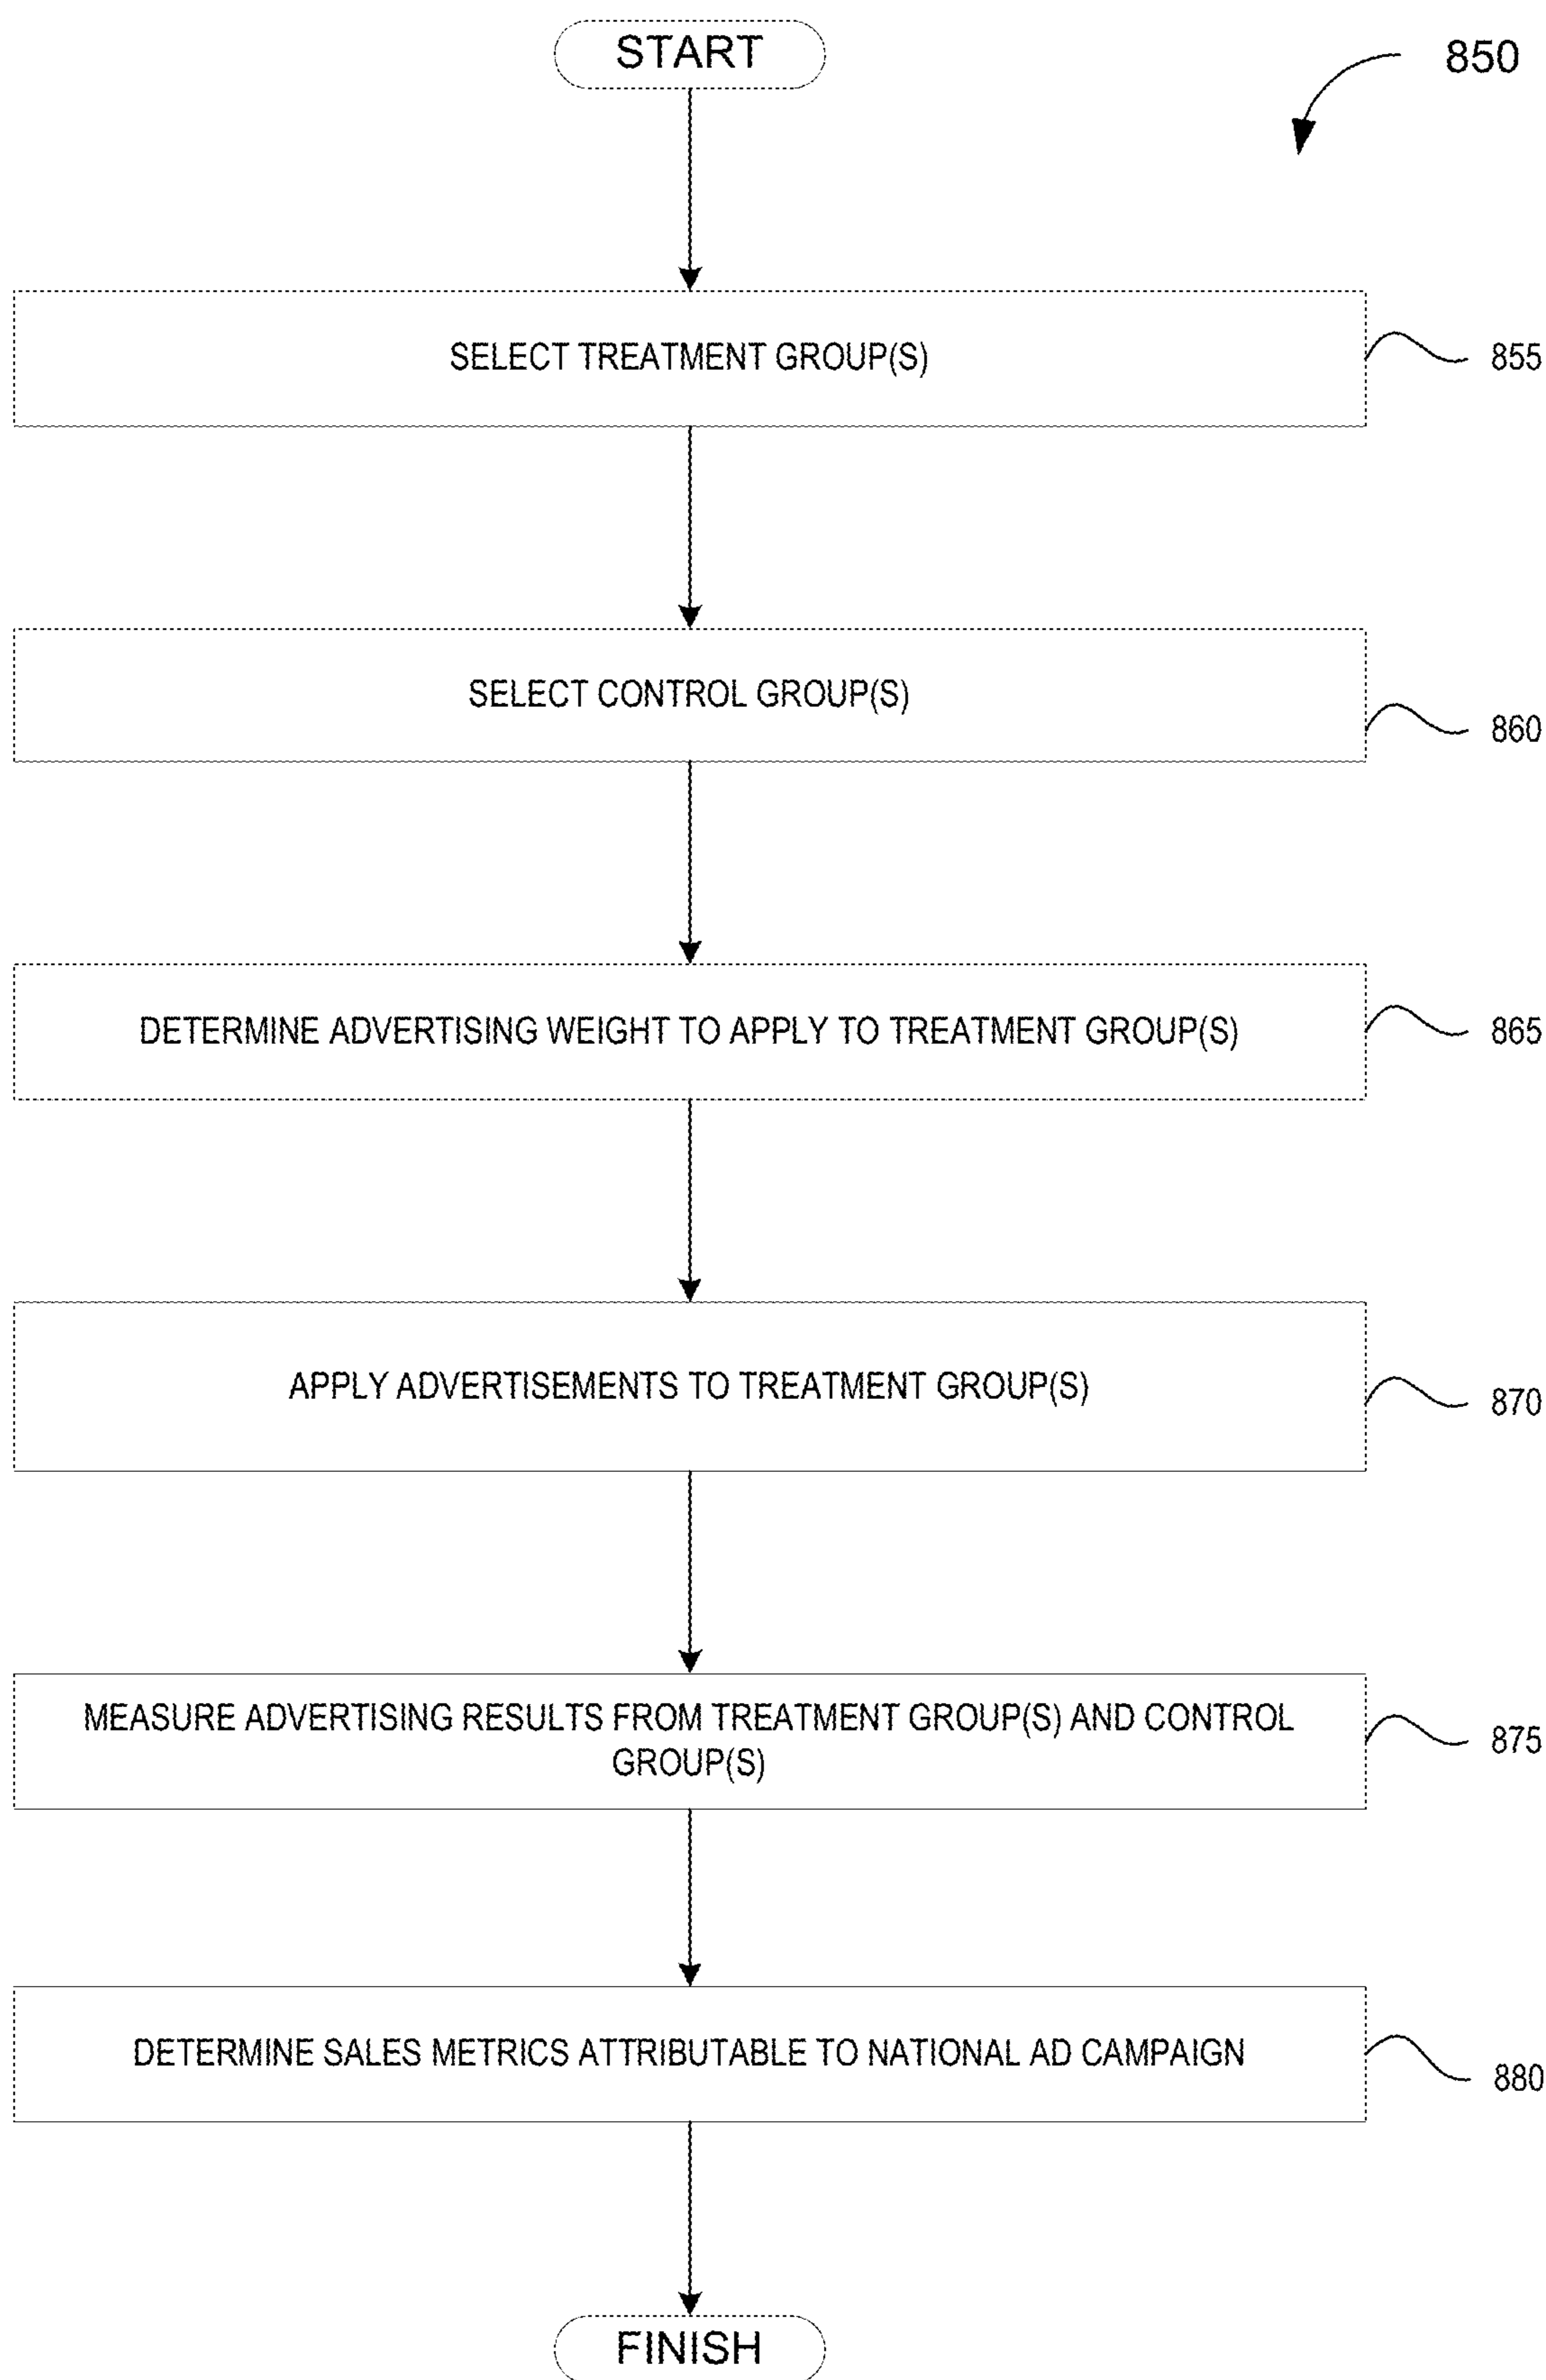 START
850
SELECT TREATMENT GROUP(S)
855
SELECT CONTROL GROUP(S)
860
DETERMINE ADVERTISING WEIGHT TO APPLY TO TREATMENT GROUP(S)
865
APPLY ADVERTISEMENTS TO TREATMENT GROUP(S)
870
MEASURE ADVERTISING RESULTS FROM TREATMENT GROUP(S) AND CONTROL
GROUP(S)
875
DETERMINE SALES METRICS ATTRIBUTABLE TO NATIONAL AD CAMPAIGN
880
FINISH